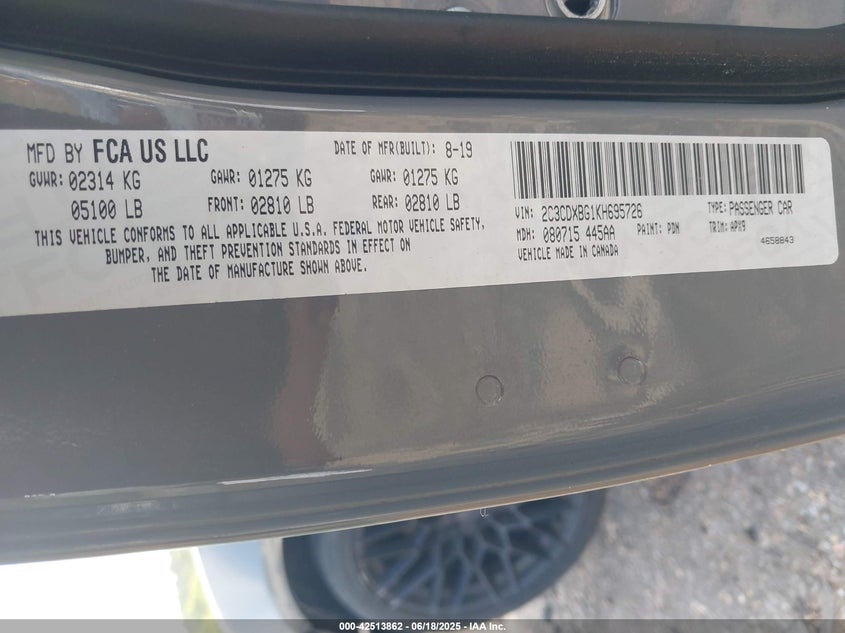 MFD BY FCA US LLC
DATE OF MFR(BUILT): 8-19
GVWR: 02314 KG
GAWR: 01275 KG
GAWR: 01275 KG
05100 LB
FRONT: 02810 LB
REAR: 02810 LB
THIS VEHICLE CONFORMS TO ALL APPLICABLE U.S.A. FEDERAL MOTOR VEHICLE SAFETY,
BUMPER, AND THEFT PREVENTION STANDARDS IN EFFECT ON
THE DATE OF MANUFACTURE SHOWN ABOVE.
VIN: 2C3CDXBG1KH695726
TYPE: PASSENGER CAR
MDH: 080715 445AA
PAINT: PDN
TRIM: APX9
VEHICLE MADE IN CANADA
4658843
000-42513862 - 06/18/2025 - IAA Inc.